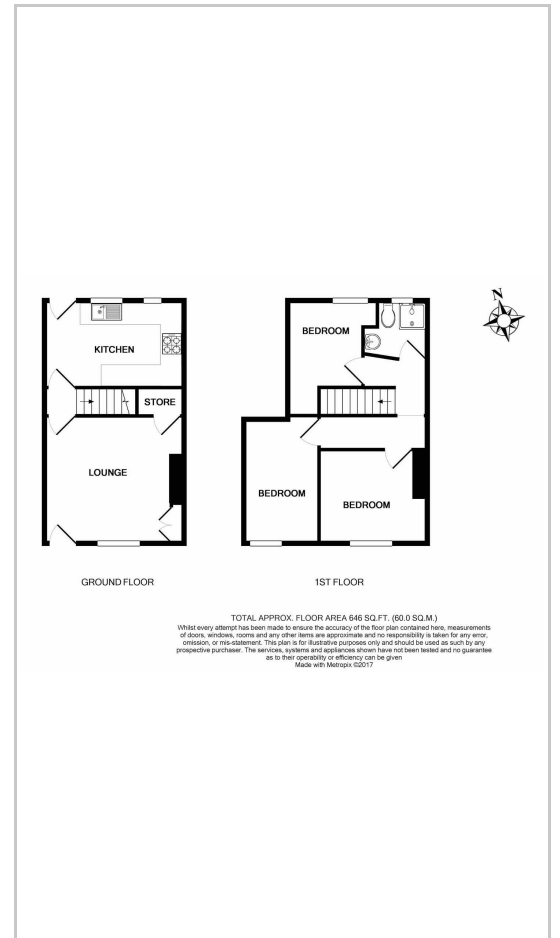 N
KITCHEN
STORE
LOUNGE
GROUND FLOOR
BEDROOM
BEDROOM
BEDROOM
1ST FLOOR
TOTAL APPROX. FLOOR AREA 646 SQ.FT. (60.0 SQ.M.)
Whilst every attempt has been made to ensure the accuracy of the floor plan contained here, measurements
of doors, windows, rooms and any other items are approximate and no responsibility is taken for any error,
omission, or mis-statement. This plan is for illustrative purposes only and should be used as such by any
prospective purchaser. The services, systems and appliances shown have not been tested and no guarantee
as to their operability or efficiency can be given
Made with Metropix ©2017